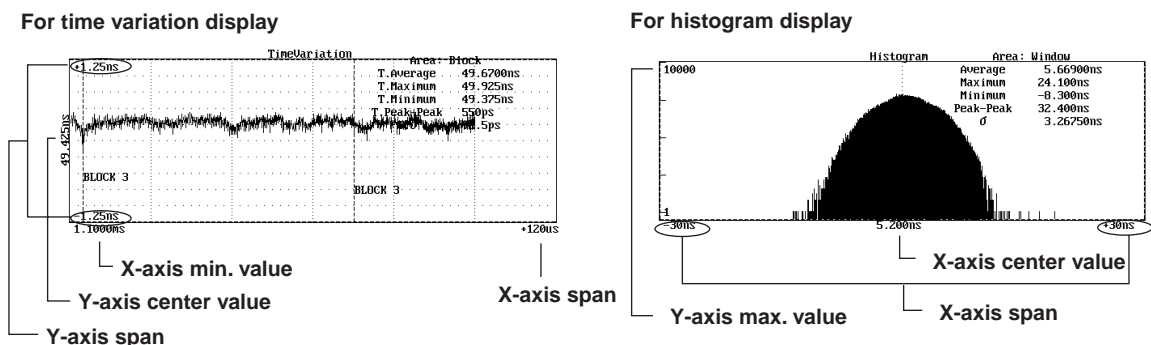 For time variation display
TimeVariation
Area: Block
+1.25ns
T.Average 49.6700ns
T.Maximum 49.925ns
T.Minimum 49.375ns
T.Peak-Peak 550ps
.5ps
49.425ns
BLOCK 3
BLOCK 3
-1.25ns
1.1000ms
+120us
X-axis min. value
Y-axis center value
X-axis span
Y-axis span
For histogram display
Histogram
Area: Window
10000
Average 5.66900ns
Maximum 24.100ns
Minimum -8.300ns
Peak-Peak 32.400ns
σ 3.26750ns
1
-30ns
5.200ns
+30ns
X-axis center value
X-axis span
Y-axis max. value